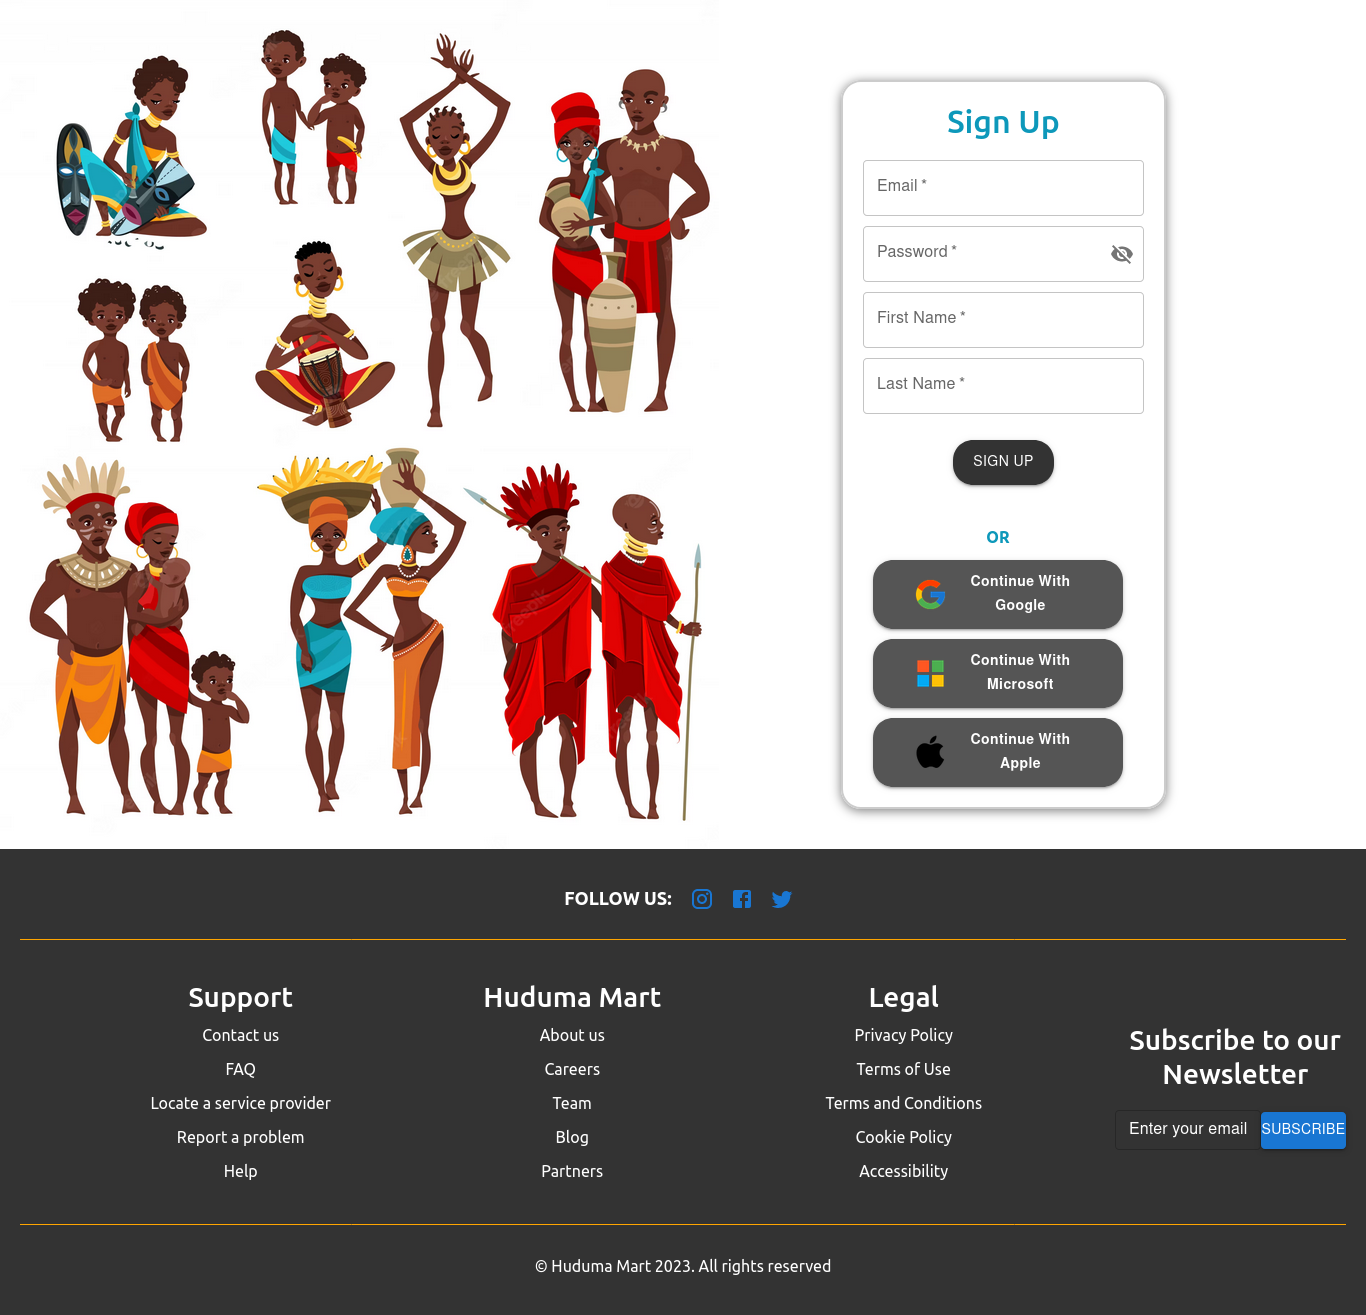 Sign Up
Email *
Password *
First Name *
Last Name *
SIGN UP
OR
Continue With
Google
Continue With
Microsoft
Continue With
Apple
FOLLOW US:
Support
Contact us
FAQ
Locate a service provider
Report a problem
Help
Huduma Mart
About us
Careers
Team
Blog
Partners
Legal
Privacy Policy
Terms of Use
Terms and Conditions
Cookie Policy
Accessibility
Subscribe to our
Newsletter
Enter your email
SUBSCRIBE
© Huduma Mart 2023. All rights reserved